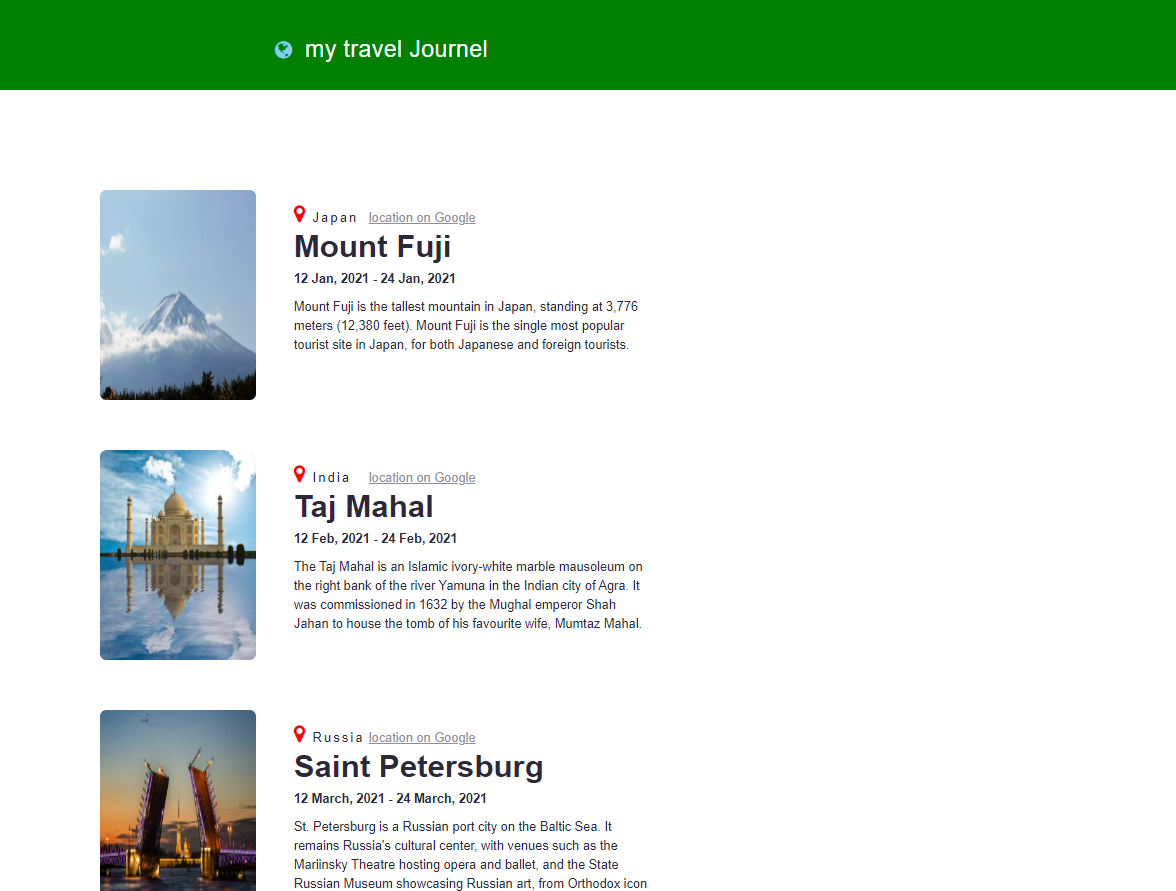 my travel Journel
Japan location on Google
Mount Fuji
12 Jan, 2021 - 24 Jan, 2021
Mount Fuji is the tallest mountain in Japan, standing at 3,776
meters (12,380 feet). Mount Fuji is the single most popular
tourist site in Japan, for both Japanese and foreign tourists.
India location on Google
Taj Mahal
12 Feb, 2021 - 24 Feb, 2021
The Taj Mahal is an Islamic ivory-white marble mausoleum on
the right bank of the river Yamuna in the Indian city of Agra. It
was commissioned in 1632 by the Mughal emperor Shah
Jahan to house the tomb of his favourite wife, Mumtaz Mahal.
Russia location on Google
Saint Petersburg
12 March, 2021 - 24 March, 2021
St. Petersburg is a Russian port city on the Baltic Sea. It
remains Russia's cultural center, with venues such as the
Mariinsky Theatre hosting opera and ballet, and the State
Russian Museum showcasing Russian art, from Orthodox icon